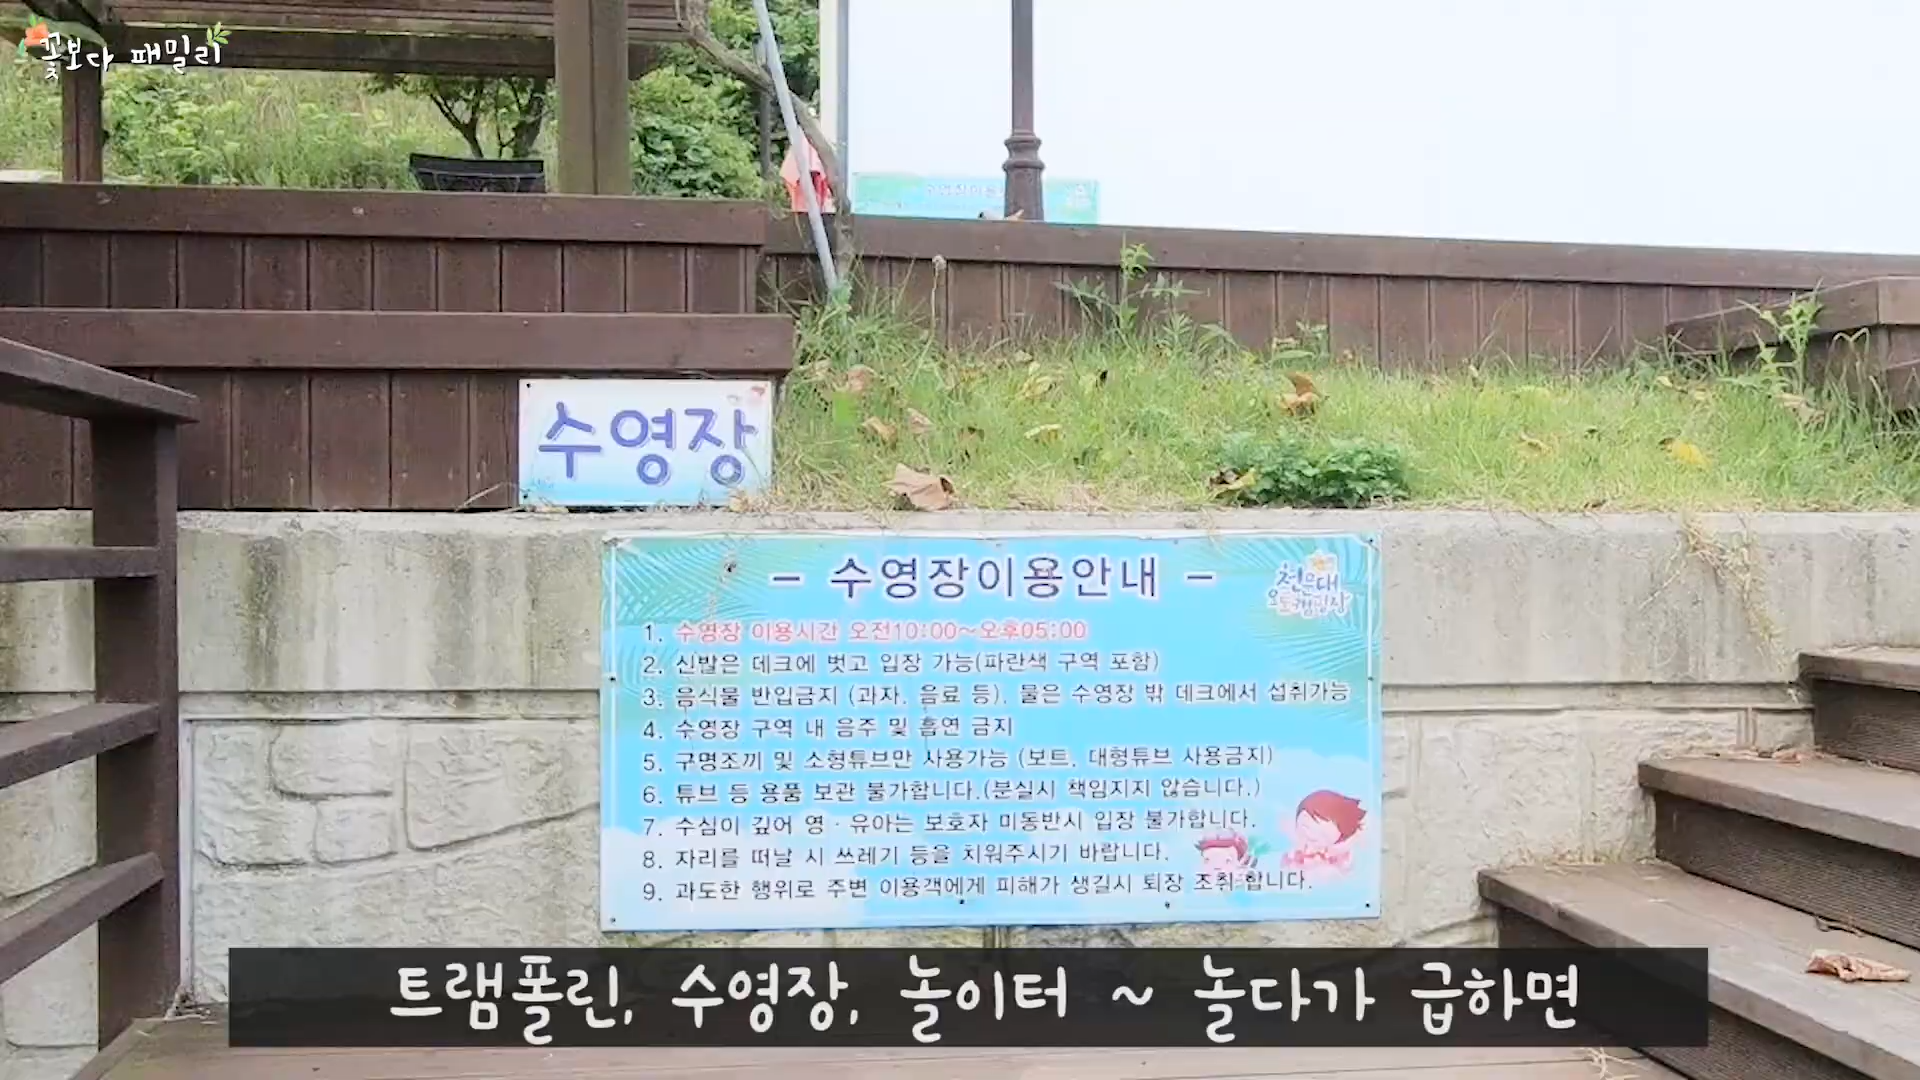 꽃보다 패밀리
수영장이용
수영장
- 수영장이용안내 -
천문대
오토캠핑장
1. 수영장 이용시간 오전10:00~오후05:00
2. 신발은 데크에 벗고 입장 가능(파란색 구역 포함)
3. 음식물 반입금지 (과자, 음료 등), 물은 수영장 밖 데크에서 섭취가능
4. 수영장 구역 내 음주 및 흡연 금지
5. 구명조끼 및 소형튜브만 사용가능 (보트, 대형튜브 사용금지)
6. 튜브 등 용품 보관 불가합니다.(분실시 책임지지 않습니다.)
7. 수심이 깊어 영·유아는 보호자 미동반시 입장 불가합니다.
8. 자리를 떠날 시 쓰레기 등을 치워주시기 바랍니다.
9. 과도한 행위로 주변 이용객에게 피해가 생길시 퇴장 조취 합니다.
트램폴린, 수영장, 놀이터 ~ 놀다가 급하면